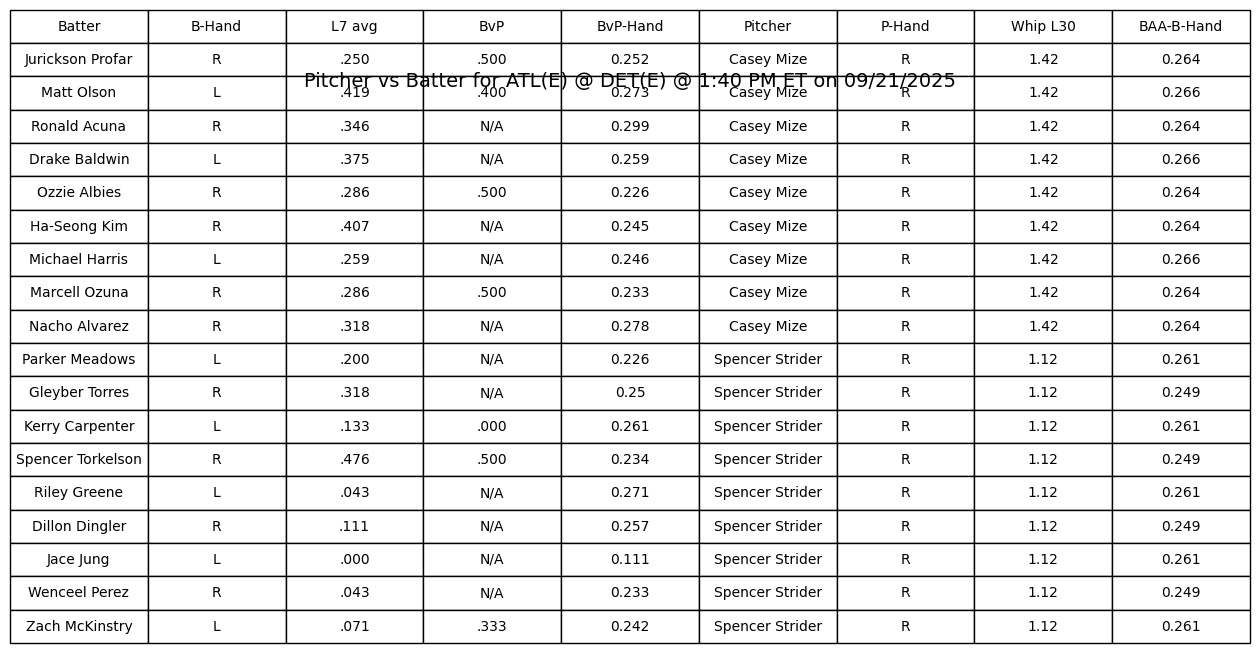 Batter B-Hand L7 avg BvP BvP-Hand Pitcher P-Hand Whip L30 BAA-B-Hand
Jurickson Profar R .250 .500 0.252 Casey Mize R 1.42 0.264
Pitcher vs Batter for ATL(E) @ DET(E) @ 1:40 PM ET on 09/21/2025
Matt Olson L .419 .400 0.273 Casey Mize R 1.42 0.266
Ronald Acuna R .346 N/A 0.299 Casey Mize R 1.42 0.264
Drake Baldwin L .375 N/A 0.259 Casey Mize R 1.42 0.266
Ozzie Albies R .286 .500 0.226 Casey Mize R 1.42 0.264
Ha-Seong Kim R .407 N/A 0.245 Casey Mize R 1.42 0.264
Michael Harris L .259 N/A 0.246 Casey Mize R 1.42 0.266
Marcell Ozuna R .286 .500 0.233 Casey Mize R 1.42 0.264
Nacho Alvarez R .318 N/A 0.278 Casey Mize R 1.42 0.264
Parker Meadows L .200 N/A 0.226 Spencer Strider R 1.12 0.261
Gleyber Torres R .318 N/A 0.25 Spencer Strider R 1.12 0.249
Kerry Carpenter L .133 .000 0.261 Spencer Strider R 1.12 0.261
Spencer Torkelson R .476 .500 0.234 Spencer Strider R 1.12 0.249
Riley Greene L .043 N/A 0.271 Spencer Strider R 1.12 0.261
Dillon Dingler R .111 N/A 0.257 Spencer Strider R 1.12 0.249
Jace Jung L .000 N/A 0.111 Spencer Strider R 1.12 0.261
Wenceel Perez R .043 N/A 0.233 Spencer Strider R 1.12 0.249
Zach McKinstry L .071 .333 0.242 Spencer Strider R 1.12 0.261